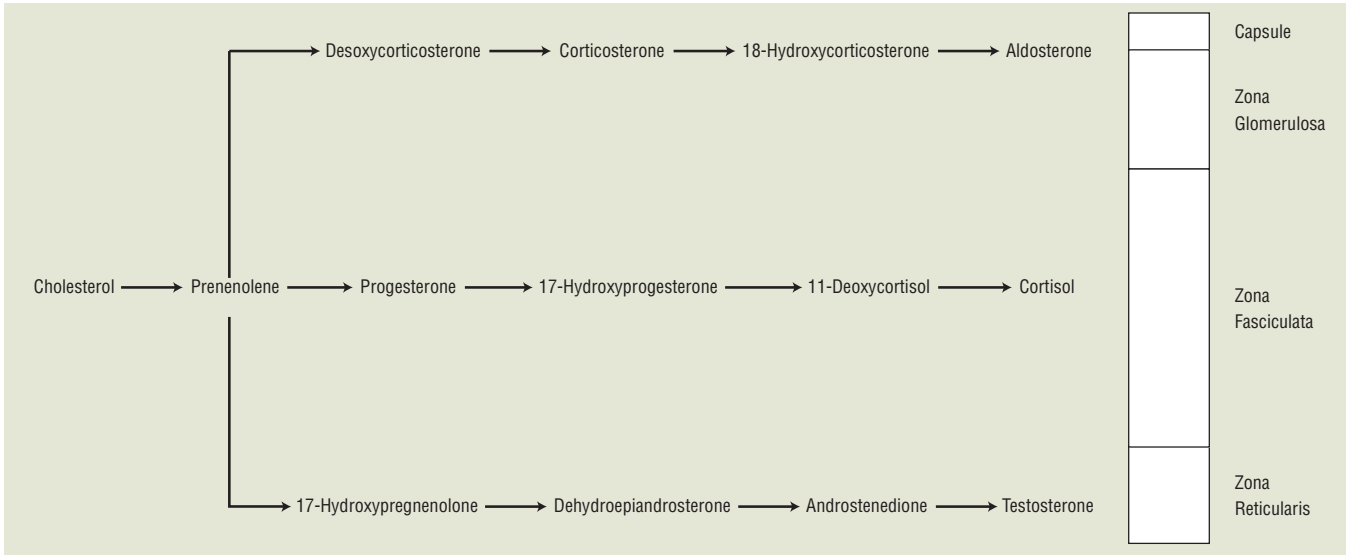 Desoxycorticosterone Corticosterone 18-Hydroxycorticosterone Aldosterone
Cholesterol Prenenolene Progesterone 17-Hydroxyprogesterone 11-Deoxycortisol Cortisol
17-Hydroxypregnenolone Dehydroepiandrosterone Androstenedione Testosterone
Capsule
Zona
Glomerulosa
Zona
Fasciculata
Zona
Reticularis